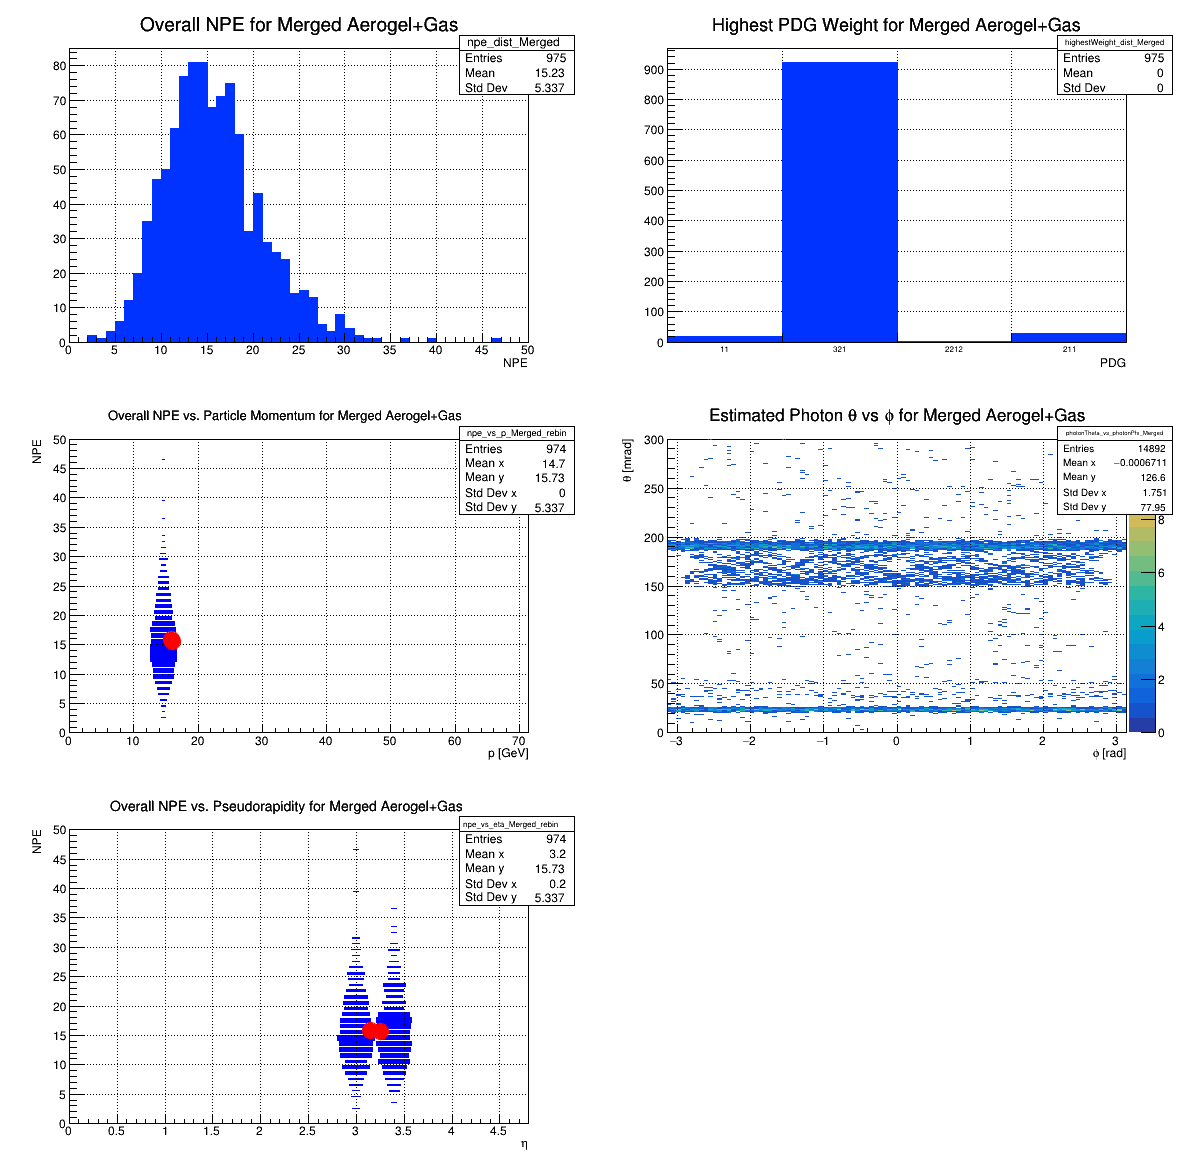 Overall NPE for Merged Aerogel+Gas
npe_dist_Merged
Entries 975
Mean 15.23
Std Dev 5.337
80
70
60
50
40
30
20
10
0
0 5 10 15 20 25 30 35 40 45 50
NPE
Highest PDG Weight for Merged Aerogel+Gas
highestWeight_dist_Merged
Entries 975
Mean 0
Std Dev 0
900
800
700
600
500
400
300
200
100
0
11 321 2212 211
PDG
Overall NPE vs. Particle Momentum for Merged Aerogel+Gas
npe_vs_p_Merged_rebin
Entries 974
Mean x 14.7
Mean y 15.73
Std Dev x 0
Std Dev y 5.337
NPE
50
45
40
35
30
25
20
15
10
5
0
0 10 20 30 40 50 60 70
p [GeV]
Estimated Photon θ vs ϕ for Merged Aerogel+Gas
photonTheta_vs_photonPhi_Merged
Entries 14892
Mean x −0.0006711
Mean y 126.6
Std Dev x 1.751
Std Dev y 77.95
θ [mrad]
300
250
200
150
100
50
0
−3 −2 −1 0 1 2 3
ϕ [rad]
8
6
4
2
0
Overall NPE vs. Pseudorapidity for Merged Aerogel+Gas
npe_vs_eta_Merged_rebin
Entries 974
Mean x 3.2
Mean y 15.73
Std Dev x 0.2
Std Dev y 5.337
NPE
50
45
40
35
30
25
20
15
10
5
0
0 0.5 1 1.5 2 2.5 3 3.5 4 4.5
η